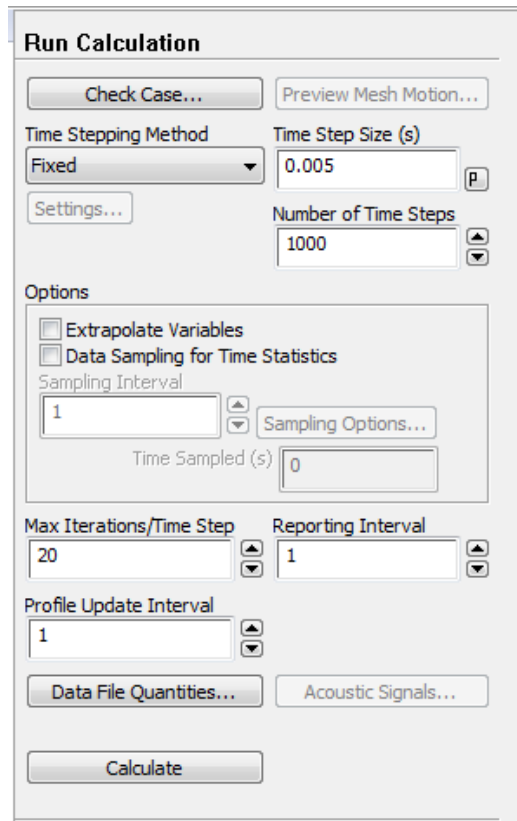 Run Calculation
Check Case... Preview Mesh Motion...
Time Stepping Method Time Step Size (s)
Fixed 0.005 P
Settings... Number of Time Steps
1000
Options
Extrapolate Variables
Data Sampling for Time Statistics
Sampling Interval
1 Sampling Options...
Time Sampled (s) 0
Max Iterations/Time Step Reporting Interval
20 1
Profile Update Interval
1
Data File Quantities... Acoustic Signals...
Calculate